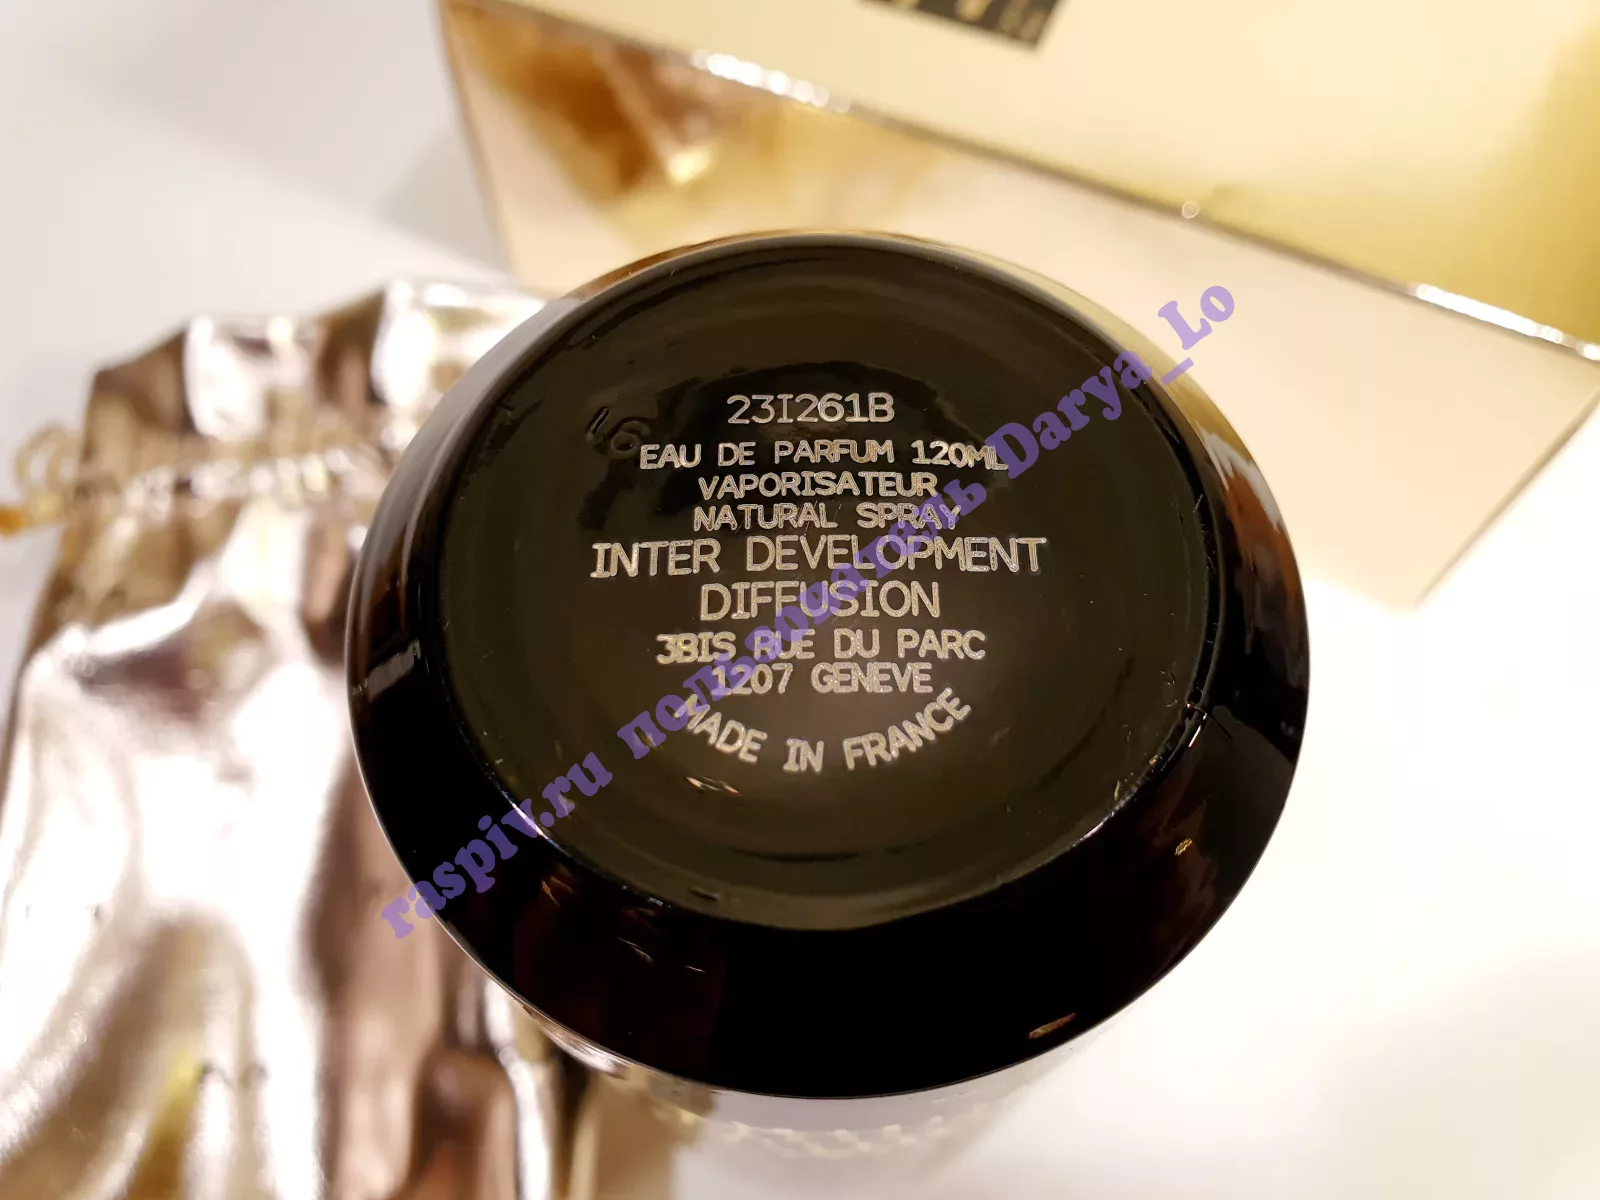 23I261B
16
EAU DE PARFUM 120ML
VAPORISATEUR
NATURAL SPRAY
INTER DEVELOPMENT
DIFFUSION
3BIS RUE DU PARC
1207 GENEVE
MADE IN FRANCE
raspiv.ru пользователь Darya_Lo